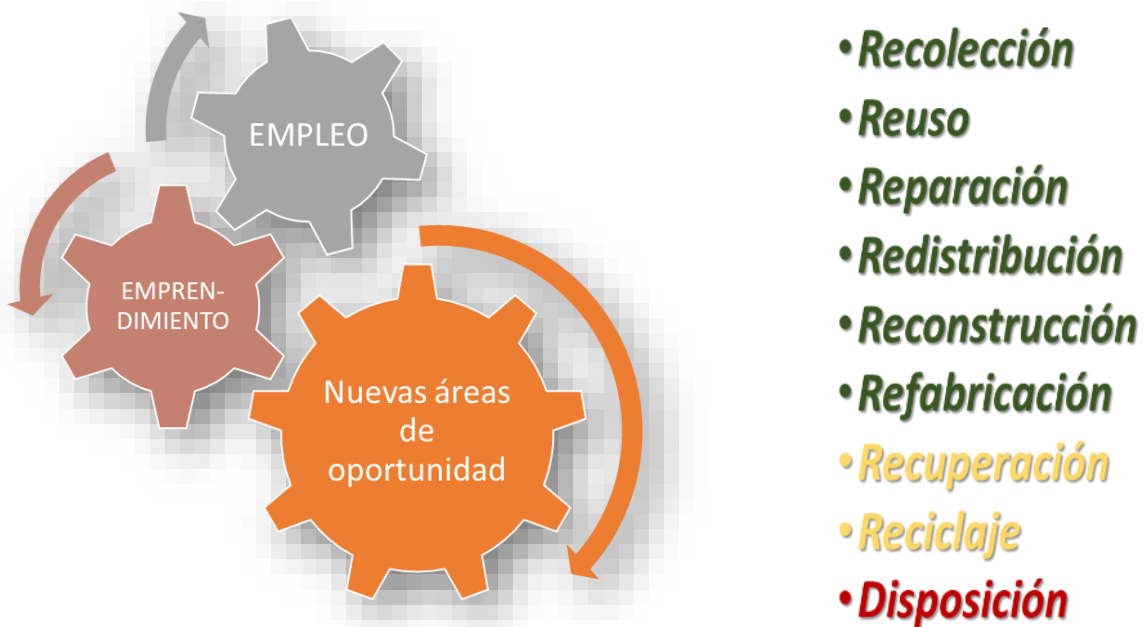 EMPLEO
EMPREN-
DIMIENTO
Nuevas áreas
de
oportunidad
•Recolección
•Reuso
•Reparación
•Redistribución
•Reconstrucción
•Refabricación
•Recuperación
•Reciclaje
•Disposición